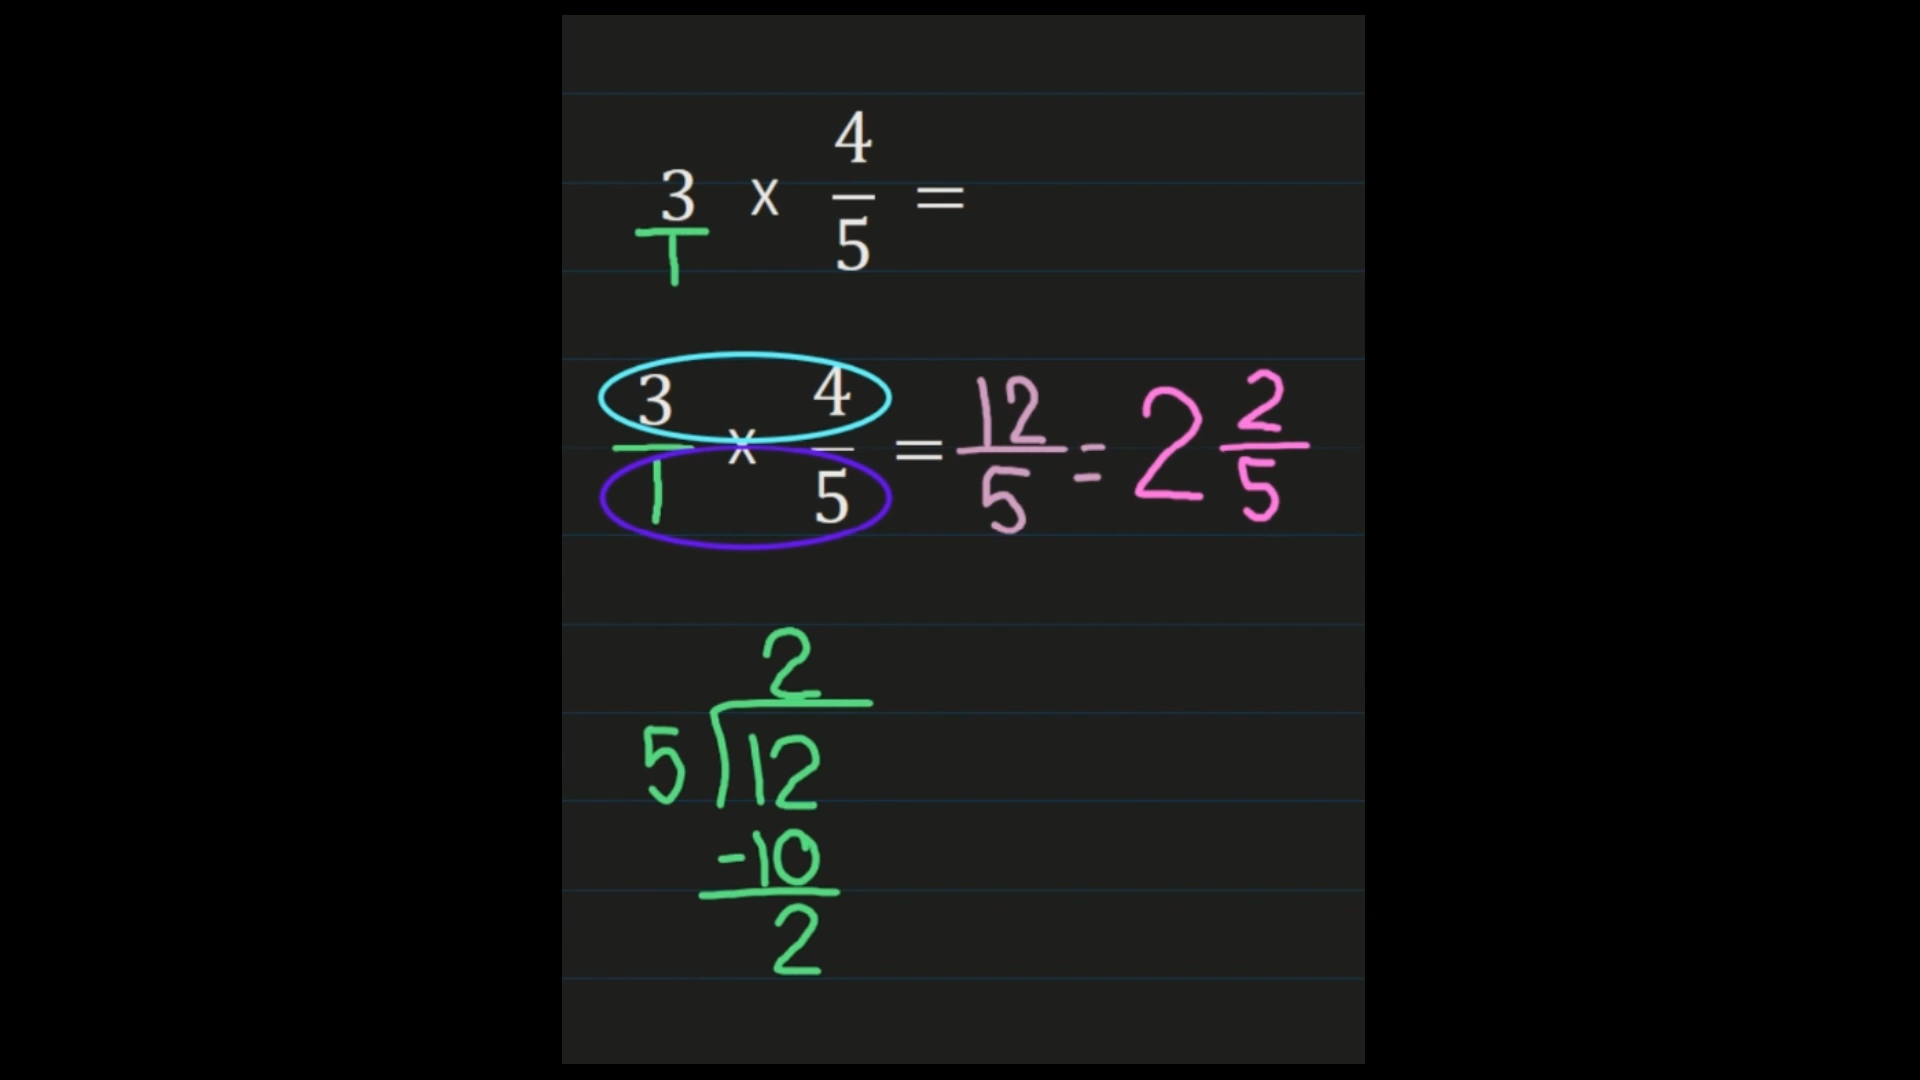 3/1 x 4/5 =
3/1 x 4/5 = 12/5 = 2 2/5
2
5 12
-10
2